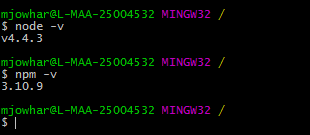 mjowhar@L-MAA-25004532 MINGW32 /
$ node -v
v4.4.3
mjowhar@L-MAA-25004532 MINGW32 /
$ npm -v
3.10.9
mjowhar@L-MAA-25004532 MINGW32 /
$